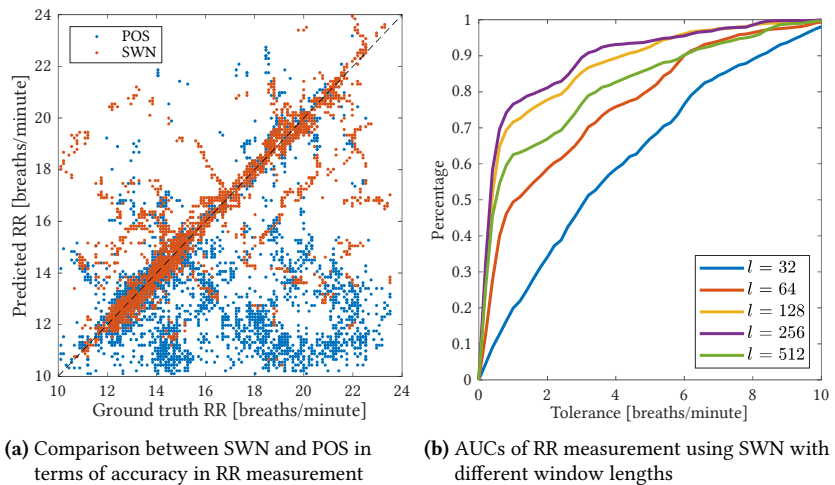 24
22
20
18
16
14
12
10
Predicted RR [breaths/minute]
POS
SWN
10 12 14 16 18 20 22 24
Ground truth RR [breaths/minute]
(a) Comparison between SWN and POS in
terms of accuracy in RR measurement
1
0.9
0.8
0.7
0.6
0.5
0.4
0.3
0.2
0.1
0
Percentage
l = 32
l = 64
l = 128
l = 256
l = 512
0 2 4 6 8 10
Tolerance [breaths/minute]
(b) AUCs of RR measurement using SWN with
different window lengths